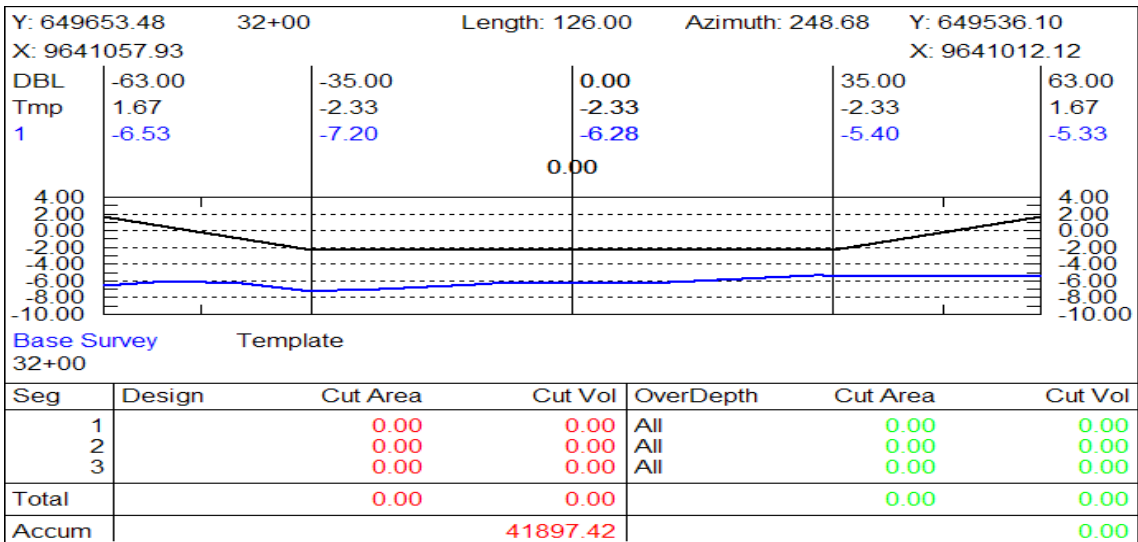 Y: 649653.48 32+00 Length: 126.00 Azimuth: 248.68 Y: 649536.10
X: 9641057.93 X: 9641012.12
DBL -63.00 -35.00 0.00 35.00 63.00
Tmp 1.67 -2.33 -2.33 -2.33 1.67
1 -6.53 -7.20 -6.28 -5.40 -5.33
0.00
4.00 4.00
2.00 2.00
0.00 0.00
-2.00 -2.00
-4.00 -4.00
-6.00 -6.00
-8.00 -8.00
-10.00 -10.00
Base Survey Template
32+00
Seg Design Cut Area Cut Vol OverDepth Cut Area Cut Vol
1 0.00 0.00 All 0.00 0.00
2 0.00 0.00 All 0.00 0.00
3 0.00 0.00 All 0.00 0.00
Total 0.00 0.00 0.00 0.00
Accum 41897.42 0.00